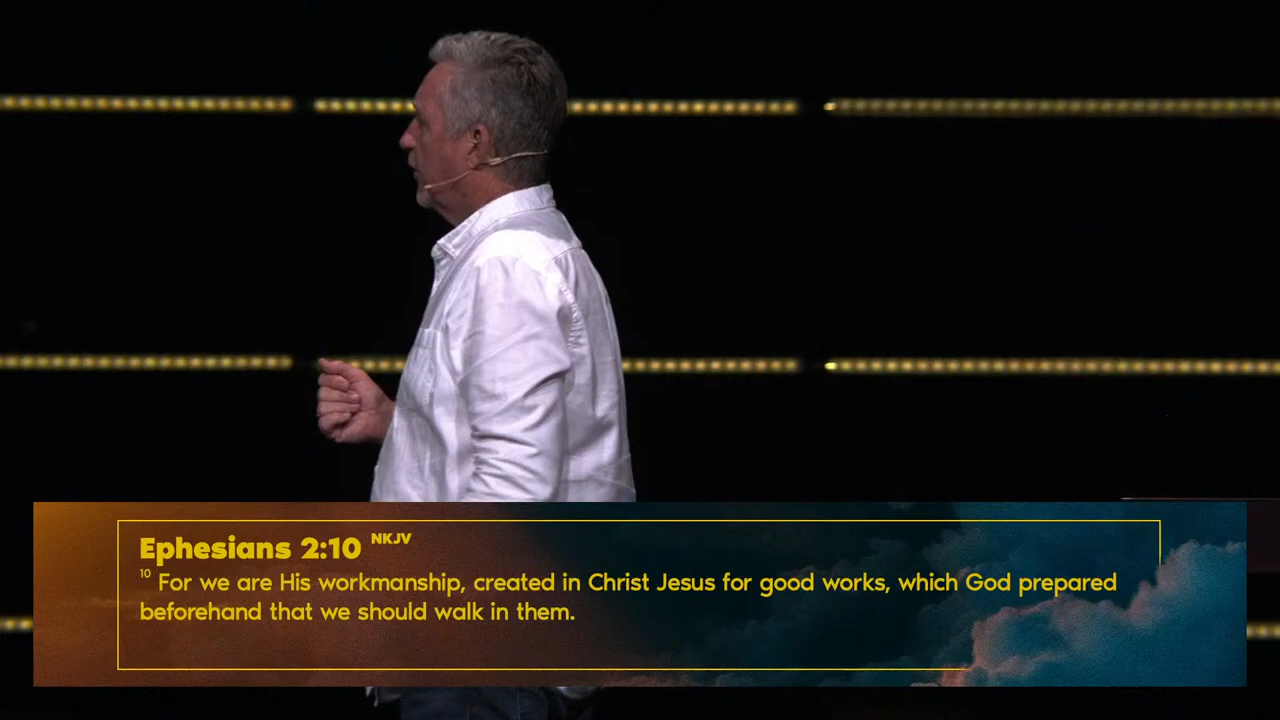 Ephesians 2:10 NKJV
10 For we are His workmanship, created in Christ Jesus for good works, which God prepared
beforehand that we should walk in them.